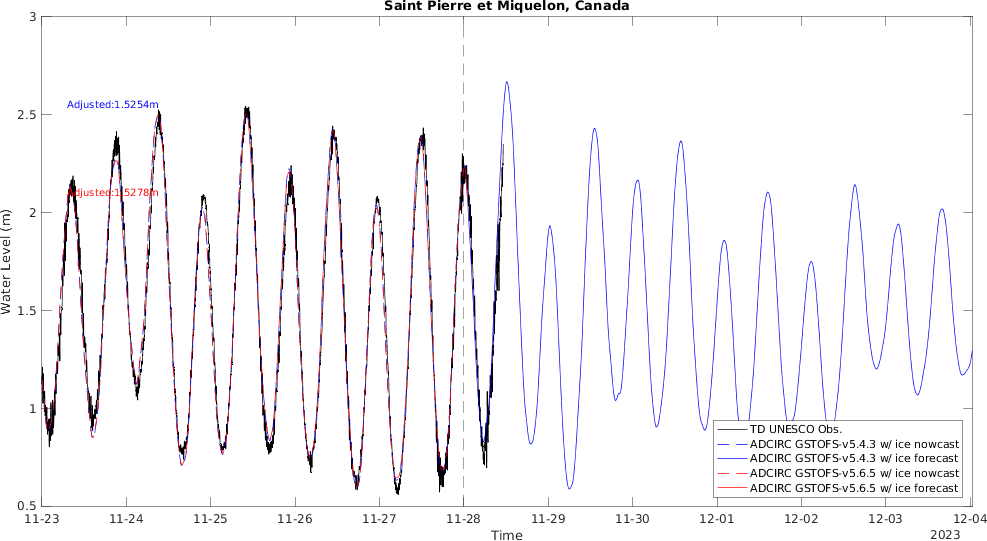 Saint Pierre et Miquelon, Canada
3
2.5
2
1.5
1
0.5
Water Level (m)
Adjusted:1.5254m
Adjusted:1.5278m
TD UNESCO Obs.
ADCIRC GSTOFS-v5.4.3 w/ ice nowcast
ADCIRC GSTOFS-v5.4.3 w/ ice forecast
ADCIRC GSTOFS-v5.6.5 w/ ice nowcast
ADCIRC GSTOFS-v5.6.5 w/ ice forecast
11-23 11-24 11-25 11-26 11-27 11-28 11-29 11-30 12-01 12-02 12-03 12-04
Time
2023